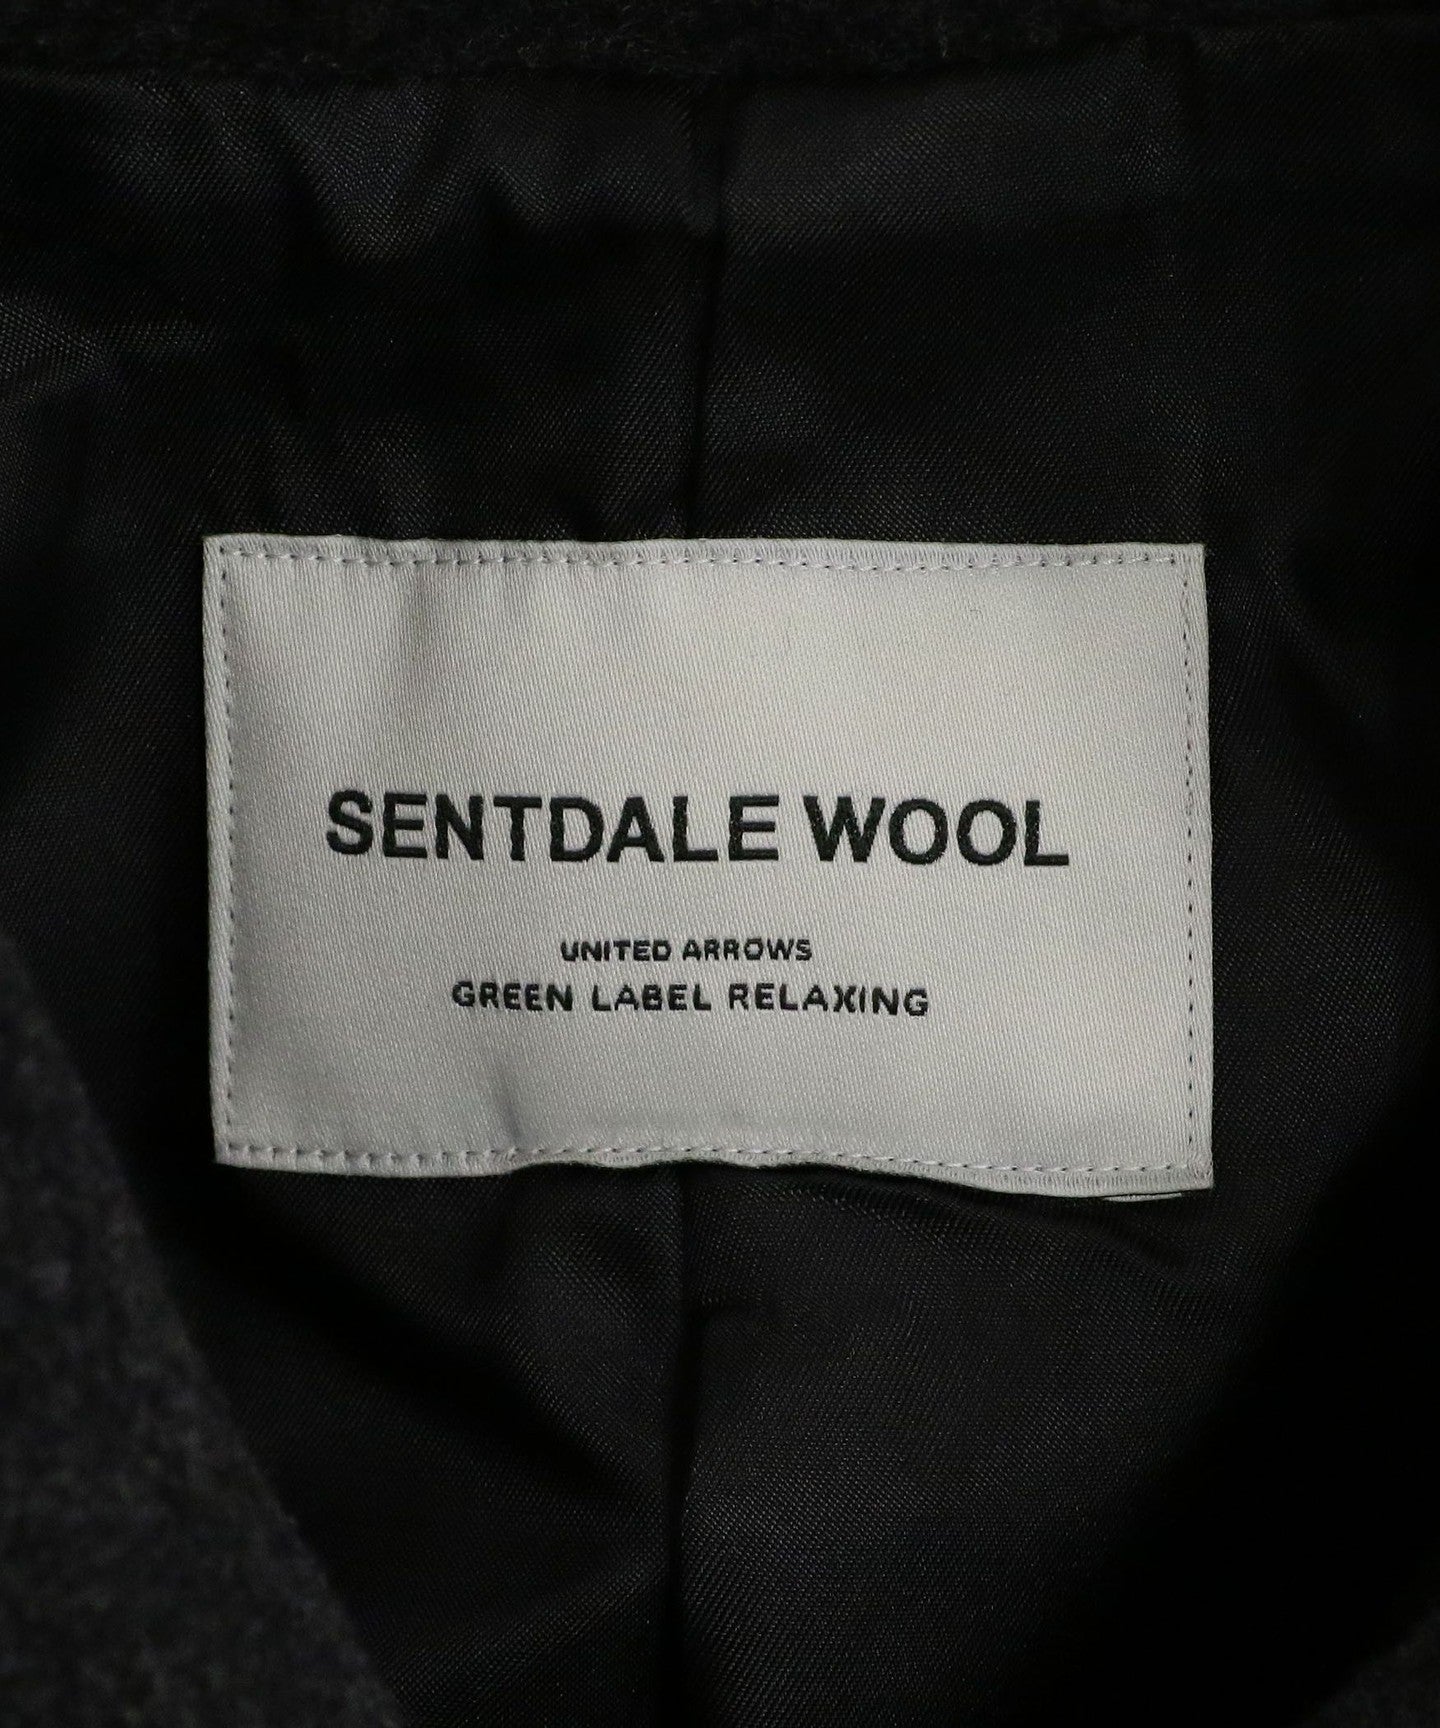 SENTDALE WOOL
UNITED ARROWS
GREEN LABEL RELAXING